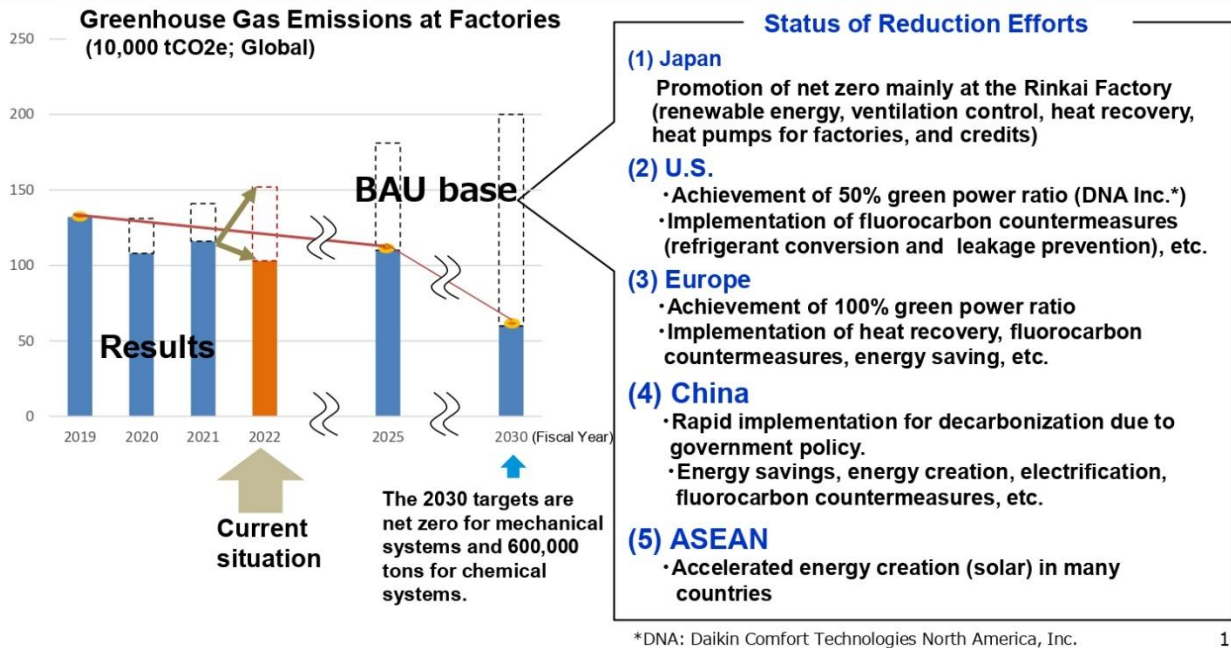 Greenhouse Gas Emissions at Factories
(10,000 tCO2e; Global)
250
200
150
100
50
0
BAU base
Results
2019
2020
2021
2022
2025
2030 (Fiscal Year)
Current
situation
The 2030 targets are
net zero for mechanical
systems and 600,000
tons for chemical
systems.
Status of Reduction Efforts
(1) Japan
Promotion of net zero mainly at the Rinkai Factory
(renewable energy, ventilation control, heat recovery,
heat pumps for factories, and credits)
(2) U.S.
・Achievement of 50% green power ratio (DNA Inc.*)
・Implementation of fluorocarbon countermeasures
(refrigerant conversion and leakage prevention), etc.
(3) Europe
・Achievement of 100% green power ratio
・Implementation of heat recovery, fluorocarbon
countermeasures, energy saving, etc.
(4) China
・Rapid implementation for decarbonization due to
government policy.
・Energy savings, energy creation, electrification,
fluorocarbon countermeasures, etc.
(5) ASEAN
・Accelerated energy creation (solar) in many
countries
*DNA: Daikin Comfort Technologies North America, Inc.
1